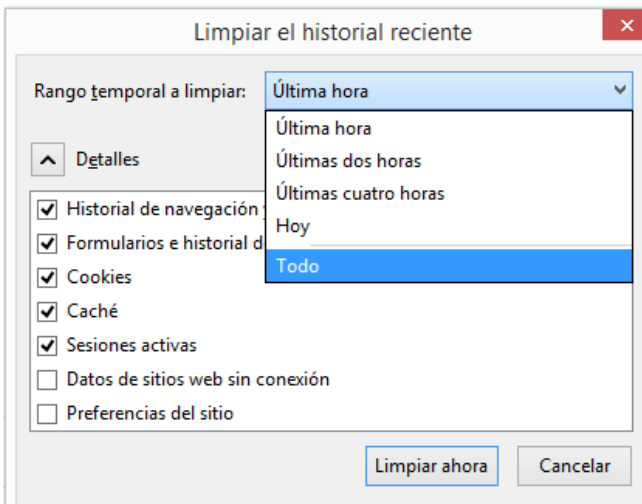 Limpiar el historial reciente
Rango temporal a limpiar: Última hora
Última hora
Últimas dos horas
Últimas cuatro horas
Hoy
Todo
Detalles
Historial de navegación
Formularios e historial d
Cookies
Caché
Sesiones activas
Datos de sitios web sin conexión
Preferencias del sitio
Limpiar ahora
Cancelar